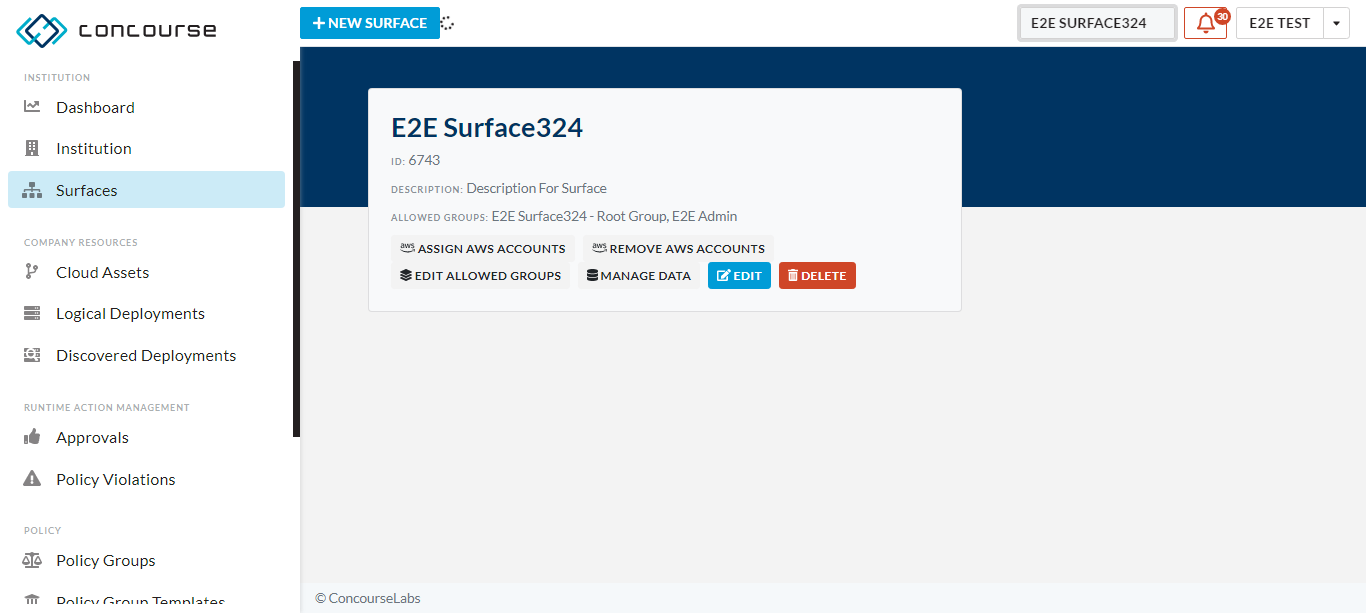 concourse
INSTITUTION
Dashboard
Institution
Surfaces
COMPANY RESOURCES
Cloud Assets
Logical Deployments
Discovered Deployments
RUNTIME ACTION MANAGEMENT
Approvals
Policy Violations
POLICY
Policy Groups
Policy Group Templates
+ NEW SURFACE
E2E SURFACE324
30
E2E TEST
E2E Surface324
ID: 6743
DESCRIPTION: Description For Surface
ALLOWED GROUPS: E2E Surface324 - Root Group, E2E Admin
aws ASSIGN AWS ACCOUNTS aws REMOVE AWS ACCOUNTS
EDIT ALLOWED GROUPS MANAGE DATA EDIT DELETE
© ConcourseLabs